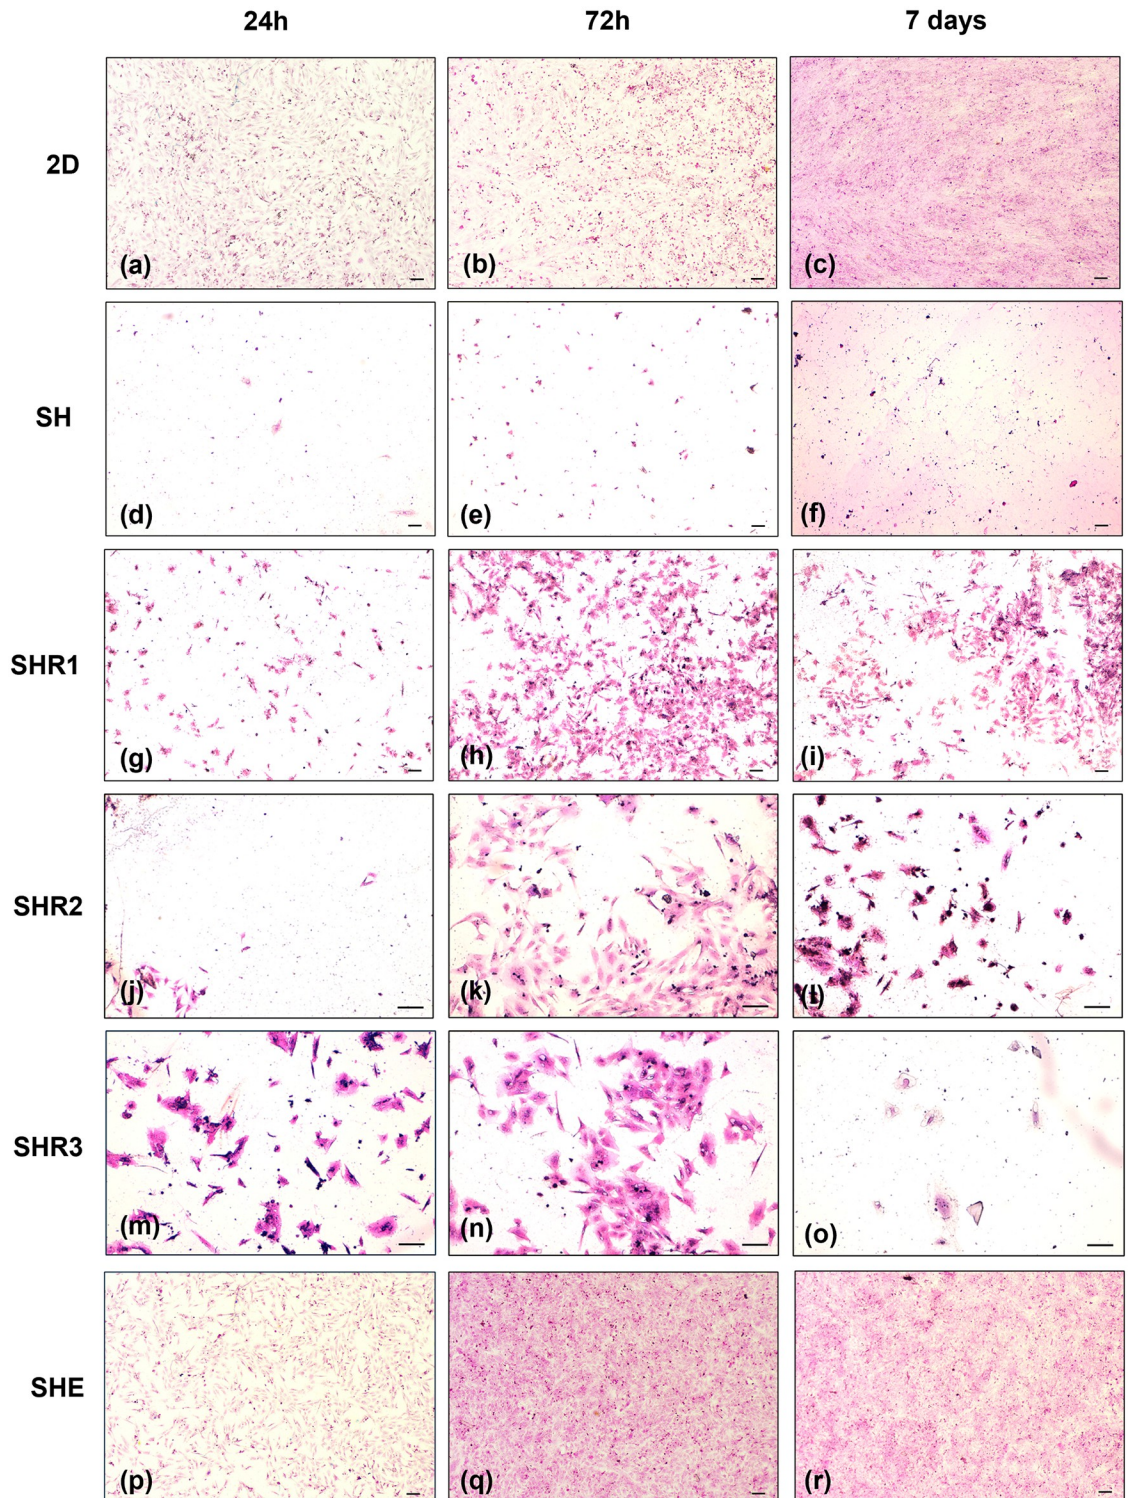 24h 72h 7 days
2D
(a) (b) (c)
SH
(d) (e) (f)
SHR1
(g) (h) (i)
SHR2
(j) (k) (l)
SHR3
(m) (n) (o)
SHE
(p) (q) (r)